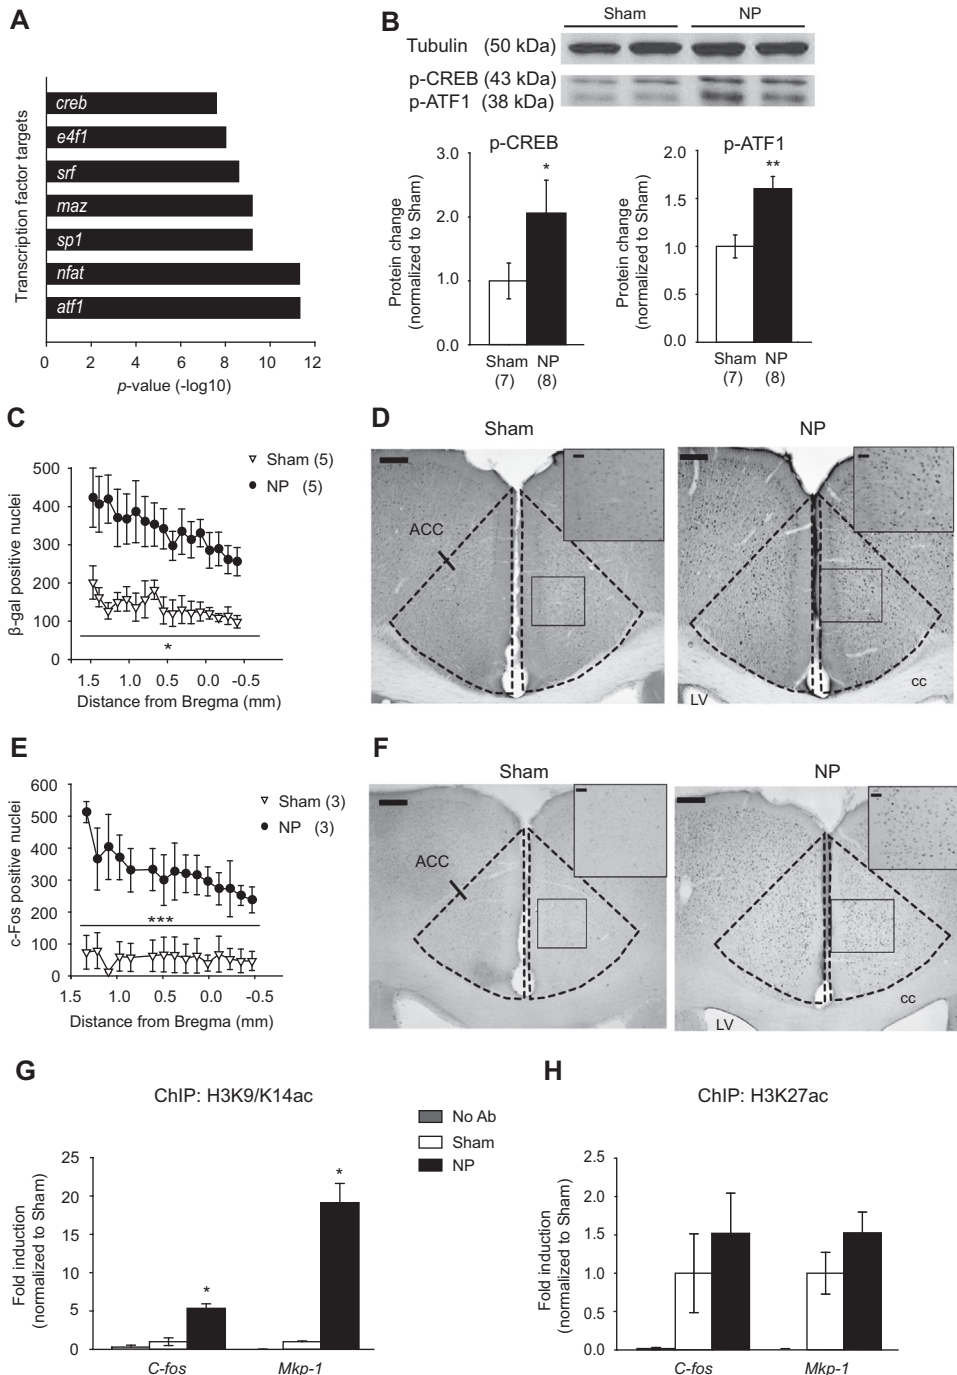 A
creb
e4f1
srf
maz
sp1
nfat
atf1
Transcription factor targets
0 2 4 6 8 10 12
p-value (-log10)
B
Sham NP
Tubulin (50 kDa)
p-CREB (43 kDa)
p-ATF1 (38 kDa)
p-CREB
3.0
2.0
1.0
0.0
*
Protein change
(normalized to Sham)
Sham NP
(7) (8)
p-ATF1
2.0
1.5
1.0
0.5
0.0
**
Protein change
(normalized to Sham)
Sham NP
(7) (8)
C
Sham (5)
NP (5)
500
400
300
200
100
0
*
β-gal positive nuclei
1.5 1.0 0.5 0.0 -0.5
Distance from Bregma (mm)
D
Sham NP
ACC
cc
LV
E
Sham (3)
NP (3)
600
500
400
300
200
100
0
***
c-Fos positive nuclei
1.5 1.0 0.5 0.0 -0.5
Distance from Bregma (mm)
F
Sham NP
ACC
cc
LV
G
ChIP: H3K9/K14ac
25
20
15
10
5
0
*
*
Fold induction
(normalized to Sham)
C-fos Mkp-1
No Ab
Sham
NP
H
ChIP: H3K27ac
2.5
2.0
1.5
1.0
0.5
0.0
Fold induction
(normalized to Sham)
C-fos Mkp-1